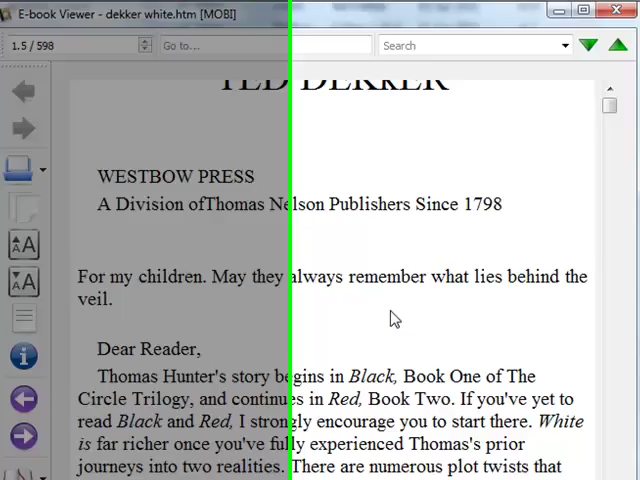 E-book Viewer - dekker white.htm [MOBI]
1.5 / 598
Go to...
Search
TED DEKKER
WESTBOW PRESS
A Division ofThomas Nelson Publishers Since 1798
For my children. May they always remember what lies behind the
veil.
Dear Reader,
Thomas Hunter's story begins in Black, Book One of The
Circle Trilogy, and continues in Red, Book Two. If you've yet to
read Black and Red, I strongly encourage you to start there. White
is far richer once you've fully experienced Thomas's prior
journeys into two realities. There are numerous plot twists that